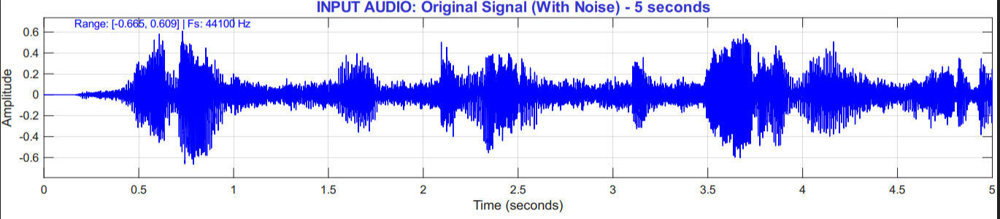 INPUT AUDIO: Original Signal (With Noise) - 5 seconds
Range: [-0.665, 0.609] | Fs: 44100 Hz
Amplitude
0.6
0.4
0.2
0
-0.2
-0.4
-0.6
0 0.5 1 1.5 2 2.5 3 3.5 4 4.5 5
Time (seconds)